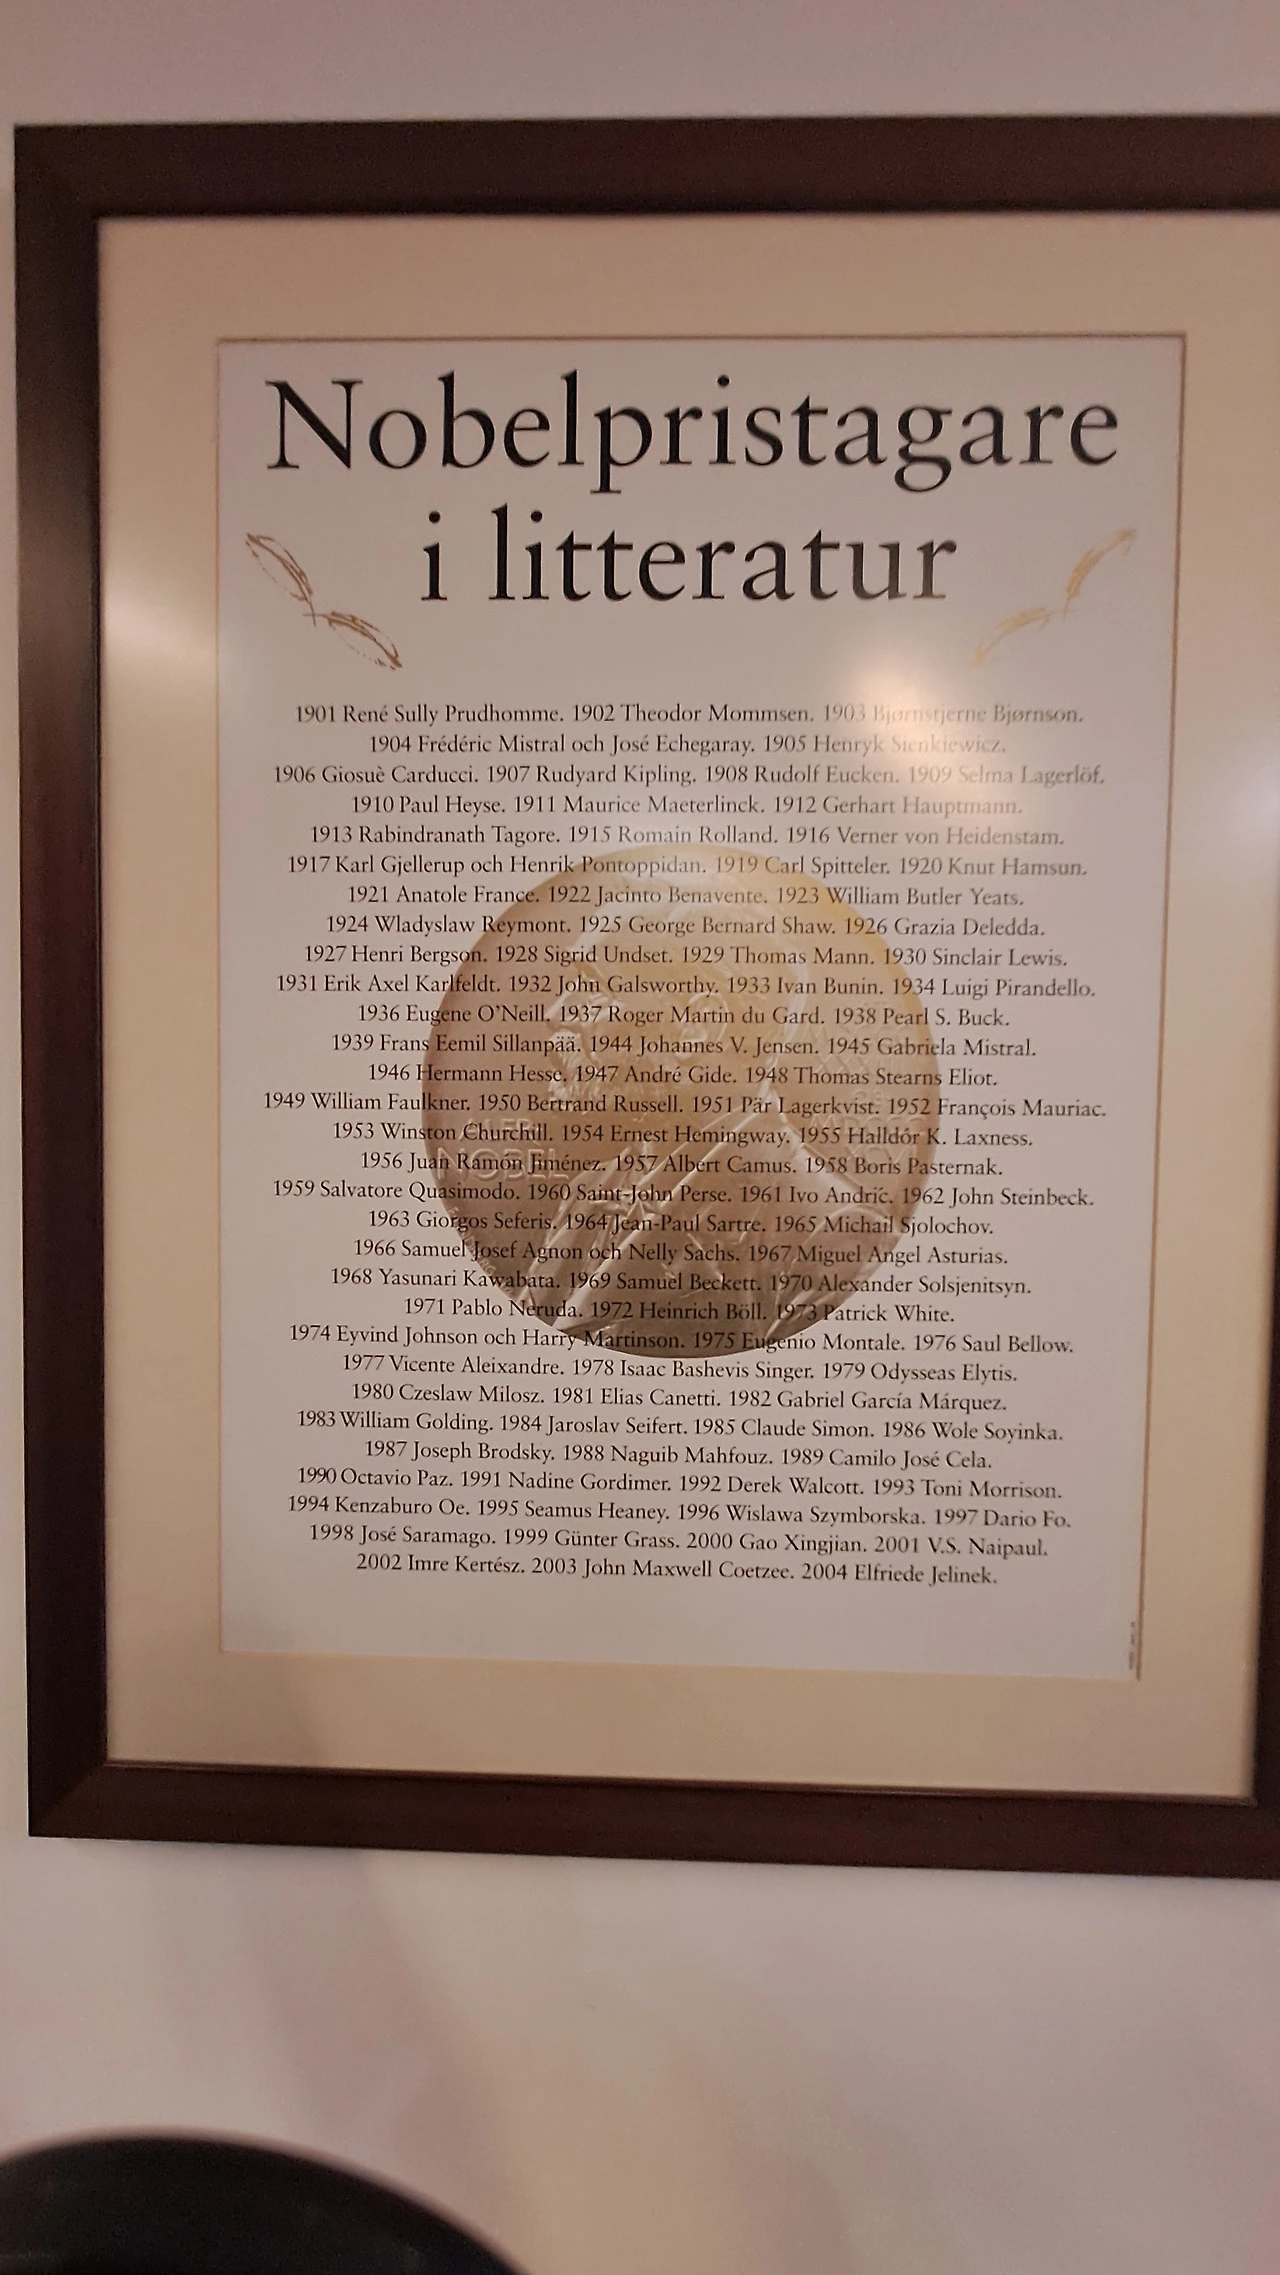 Nobelpristagare
i litteratur
1901 René Sully Prudhomme. 1902 Theodor Mommsen. 1903 Bjørnstjerne Bjørnson.
1904 Frédéric Mistral och José Echegaray. 1905 Henryk Sienkiewicz.
1906 Giosuè Carducci. 1907 Rudyard Kipling. 1908 Rudolf Eucken. 1909 Selma Lagerlöf.
1910 Paul Heyse. 1911 Maurice Maeterlinck. 1912 Gerhart Hauptmann.
1913 Rabindranath Tagore. 1915 Romain Rolland. 1916 Verner von Heidenstam.
1917 Karl Gjellerup och Henrik Pontoppidan. 1919 Carl Spitteler. 1920 Knut Hamsun.
1921 Anatole France. 1922 Jacinto Benavente. 1923 William Butler Yeats.
1924 Wladyslaw Reymont. 1925 George Bernard Shaw. 1926 Grazia Deledda.
1927 Henri Bergson. 1928 Sigrid Undset. 1929 Thomas Mann. 1930 Sinclair Lewis.
1931 Erik Axel Karlfeldt. 1932 John Galsworthy. 1933 Ivan Bunin. 1934 Luigi Pirandello.
1936 Eugene O'Neill. 1937 Roger Martin du Gard. 1938 Pearl S. Buck.
1939 Frans Eemil Sillanpää. 1944 Johannes V. Jensen. 1945 Gabriela Mistral.
1946 Hermann Hesse. 1947 André Gide. 1948 Thomas Stearns Eliot.
1949 William Faulkner. 1950 Bertrand Russell. 1951 Pär Lagerkvist. 1952 François Mauriac.
1953 Winston Churchill. 1954 Ernest Hemingway. 1955 Halldór K. Laxness.
1956 Juan Ramón Jiménez. 1957 Albert Camus. 1958 Boris Pasternak.
1959 Salvatore Quasimodo. 1960 Saint-John Perse. 1961 Ivo Andrić. 1962 John Steinbeck.
1963 Giorgos Seferis. 1964 Jean-Paul Sartre. 1965 Michail Sjolochov.
1966 Samuel Josef Agnon och Nelly Sachs. 1967 Miguel Angel Asturias.
1968 Yasunari Kawabata. 1969 Samuel Beckett. 1970 Alexander Solsjenitsyn.
1971 Pablo Neruda. 1972 Heinrich Böll. 1973 Patrick White.
1974 Eyvind Johnson och Harry Martinson. 1975 Eugenio Montale. 1976 Saul Bellow.
1977 Vicente Aleixandre. 1978 Isaac Bashevis Singer. 1979 Odysseas Elytis.
1980 Czeslaw Milosz. 1981 Elias Canetti. 1982 Gabriel García Márquez.
1983 William Golding. 1984 Jaroslav Seifert. 1985 Claude Simon. 1986 Wole Soyinka.
1987 Joseph Brodsky. 1988 Naguib Mahfouz. 1989 Camilo José Cela.
1990 Octavio Paz. 1991 Nadine Gordimer. 1992 Derek Walcott. 1993 Toni Morrison.
1994 Kenzaburo Oe. 1995 Seamus Heaney. 1996 Wislawa Szymborska. 1997 Dario Fo.
1998 José Saramago. 1999 Günter Grass. 2000 Gao Xingjian. 2001 V.S. Naipaul.
2002 Imre Kertész. 2003 John Maxwell Coetzee. 2004 Elfriede Jelinek.
NOBEL